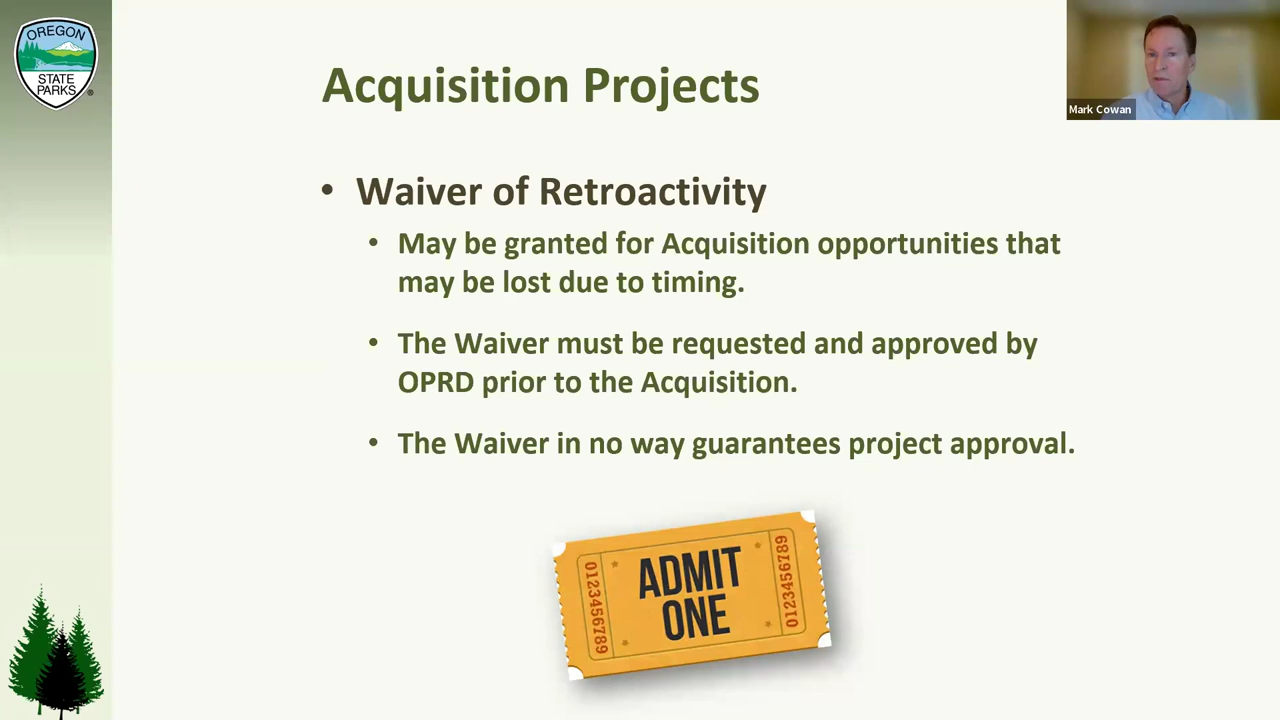 OREGON
STATE
PARKS
®
Acquisition Projects
Mark Cowan
• Waiver of Retroactivity
• May be granted for Acquisition opportunities that
may be lost due to timing.
• The Waiver must be requested and approved by
OPRD prior to the Acquisition.
• The Waiver in no way guarantees project approval.
0123456789
ADMIT
ONE
0123456789